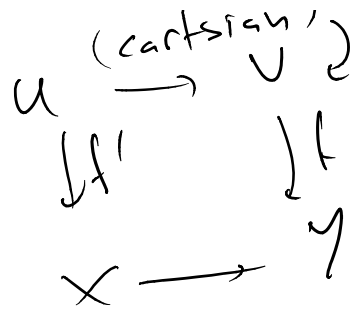 (cartsian)
U → V
↓ f' ↓ f
X → Y